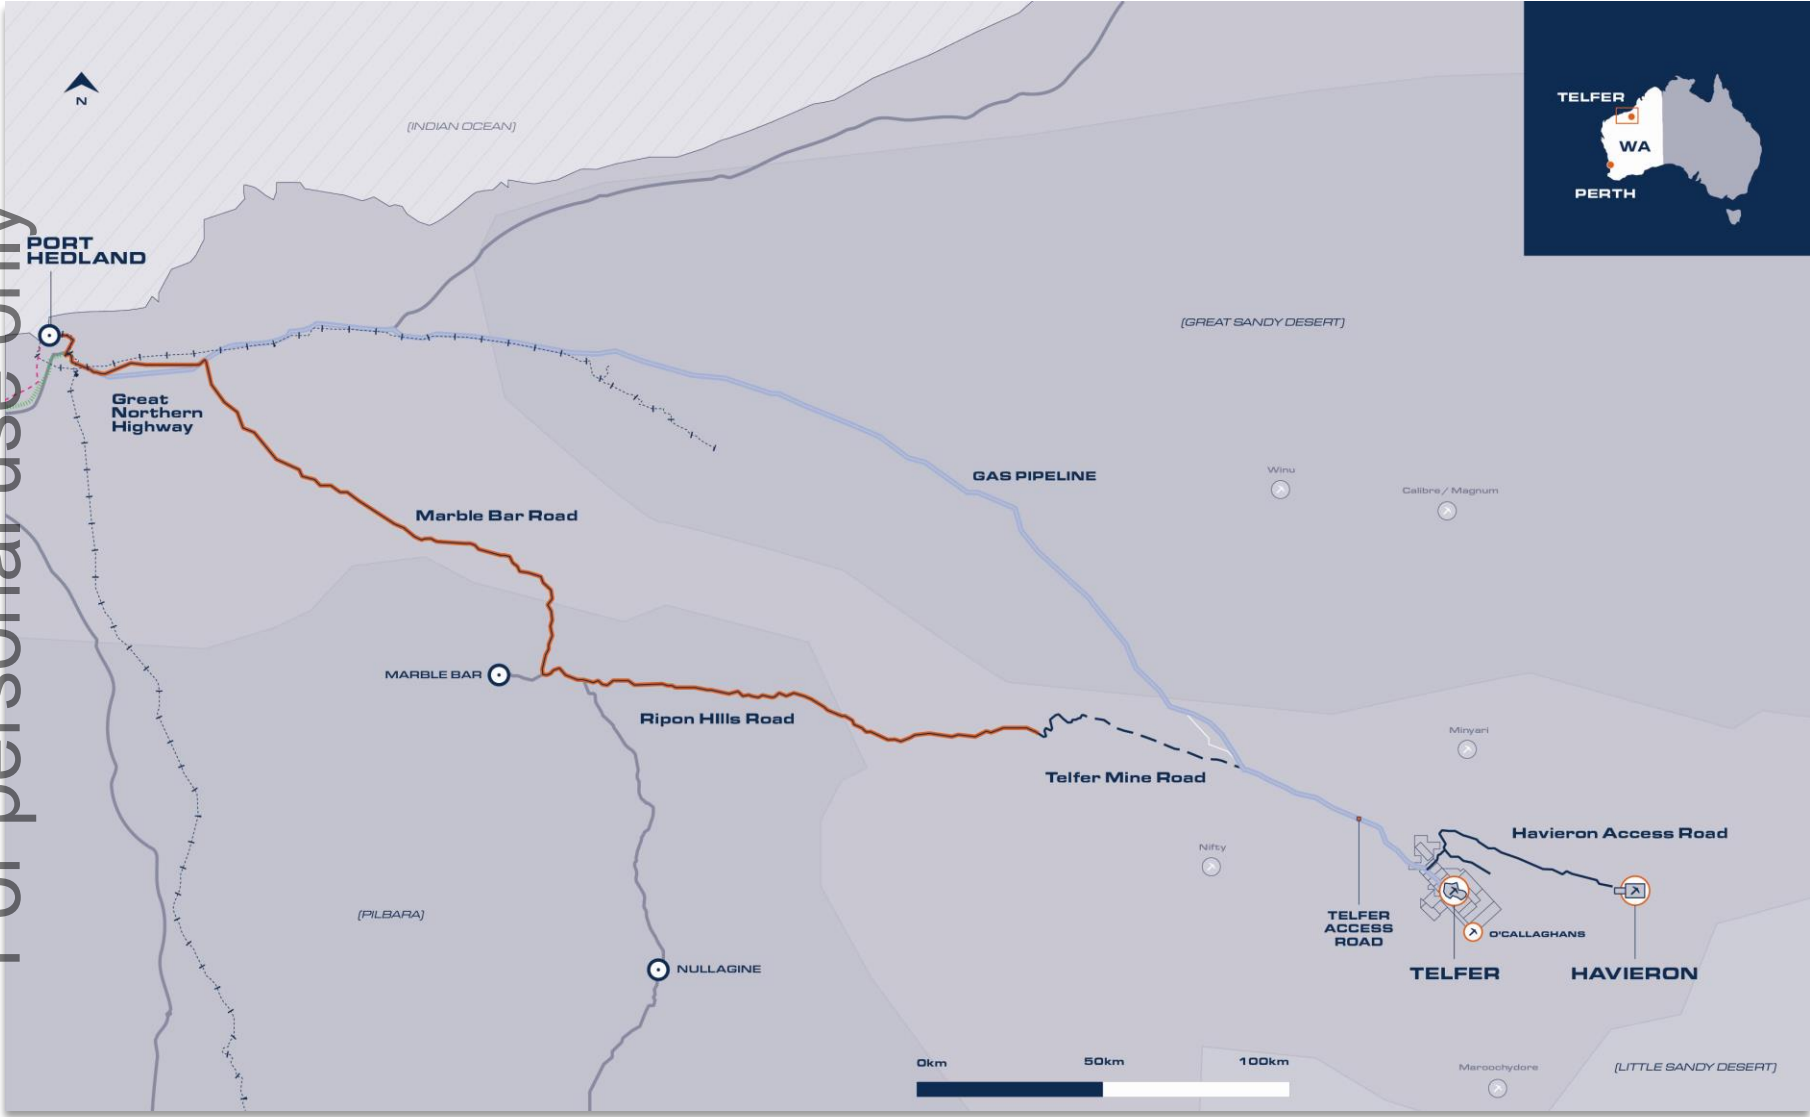 For personal use only
N
[INDIAN OCEAN]
TELFER
WA
PERTH
PORT
HEDLAND
[GREAT SANDY DESERT]
Great
Northern
Highway
GAS PIPELINE
Winu
Calibre / Magnum
Marble Bar Road
MARBLE BAR
Ripon HIlls Road
Minyari
Telfer Mine Road
Havieron Access Road
Nifty
[PILBARA]
TELFER
ACCESS
ROAD
O'CALLAGHANS
NULLAGINE
TELFER
HAVIERON
0km
50km
100km
Maroochydore
[LITTLE SANDY DESERT]